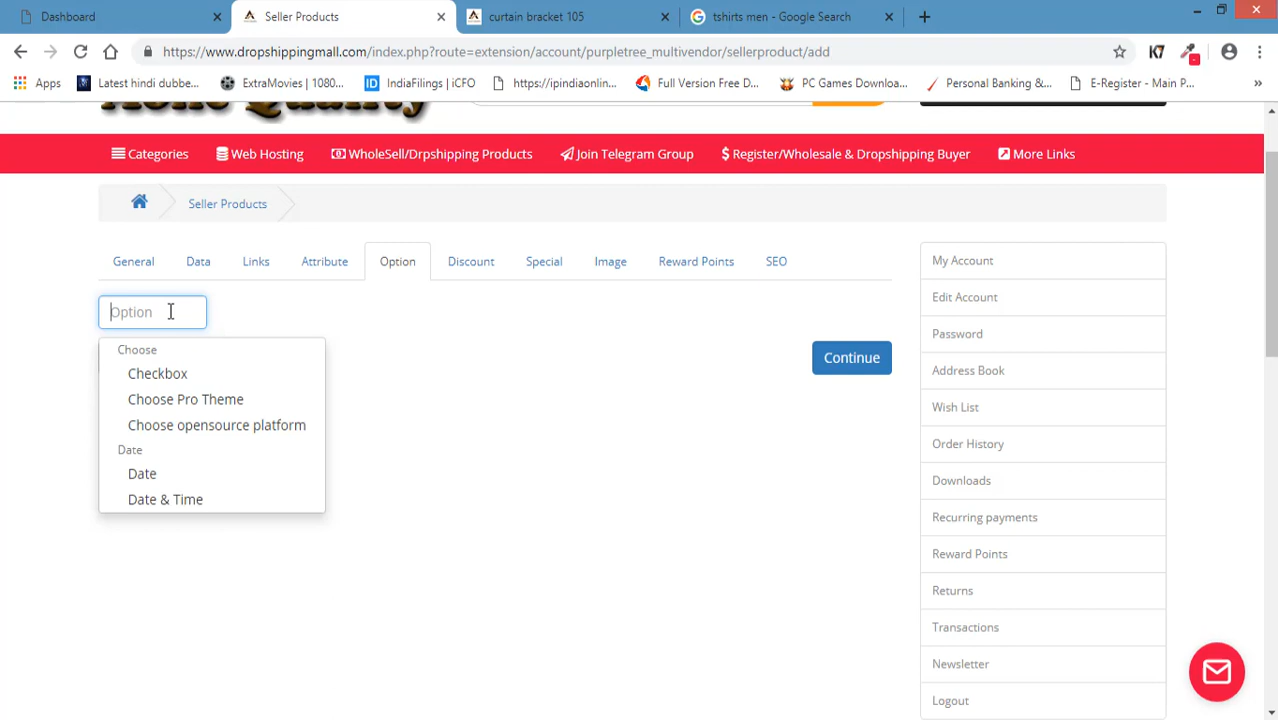 Dashboard
Seller Products
curtain bracket 105
tshirts men - Google Search
https://www.dropshippingmall.com/index.php?route=extension/account/purpletree_multivendor/sellerproduct/add
K7
Apps
Latest hindi dubbe...
ExtraMovies | 1080...
ID
IndiaFilings | iCFO
https://ipindiaonlin...
Full Version Free D...
PC Games Downloa...
Personal Banking &...
E-Register - Main P...
Categories
Web Hosting
WholeSell/Drpshipping Products
Join Telegram Group
Register/Wholesale & Dropshipping Buyer
More Links
Seller Products
General
Data
Links
Attribute
Option
Discount
Special
Image
Reward Points
SEO
Option
Choose
Checkbox
Choose Pro Theme
Choose opensource platform
Date
Date
Date & Time
Continue
My Account
Edit Account
Password
Address Book
Wish List
Order History
Downloads
Recurring payments
Reward Points
Returns
Transactions
Newsletter
Logout